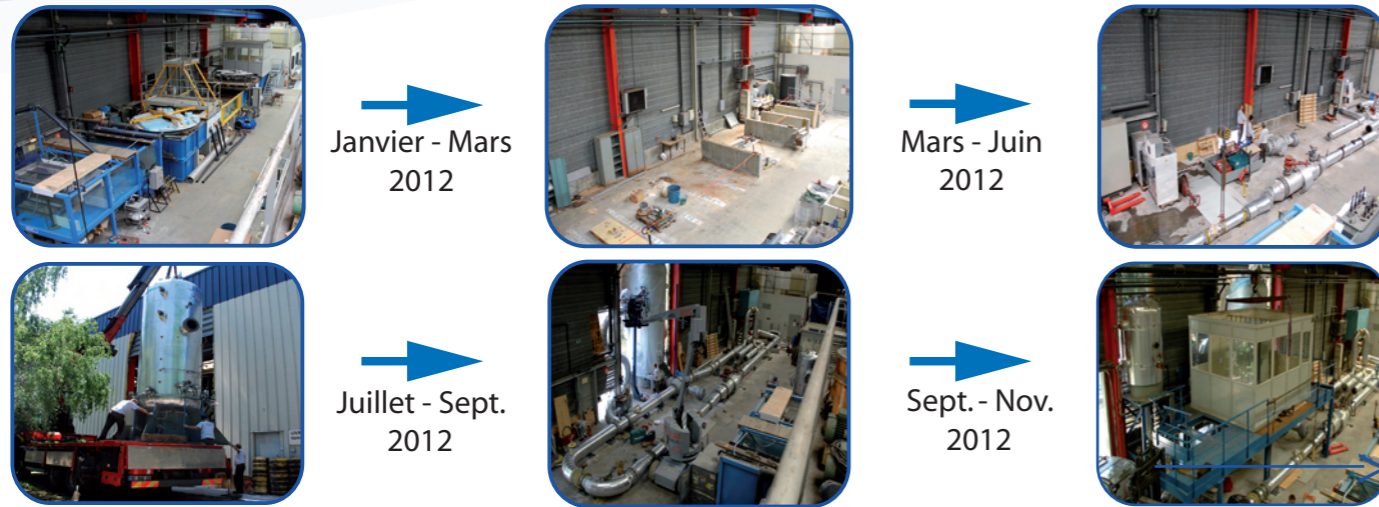 Janvier - Mars
2012
Mars - Juin
2012
Juillet - Sept.
2012
Sept. - Nov.
2012